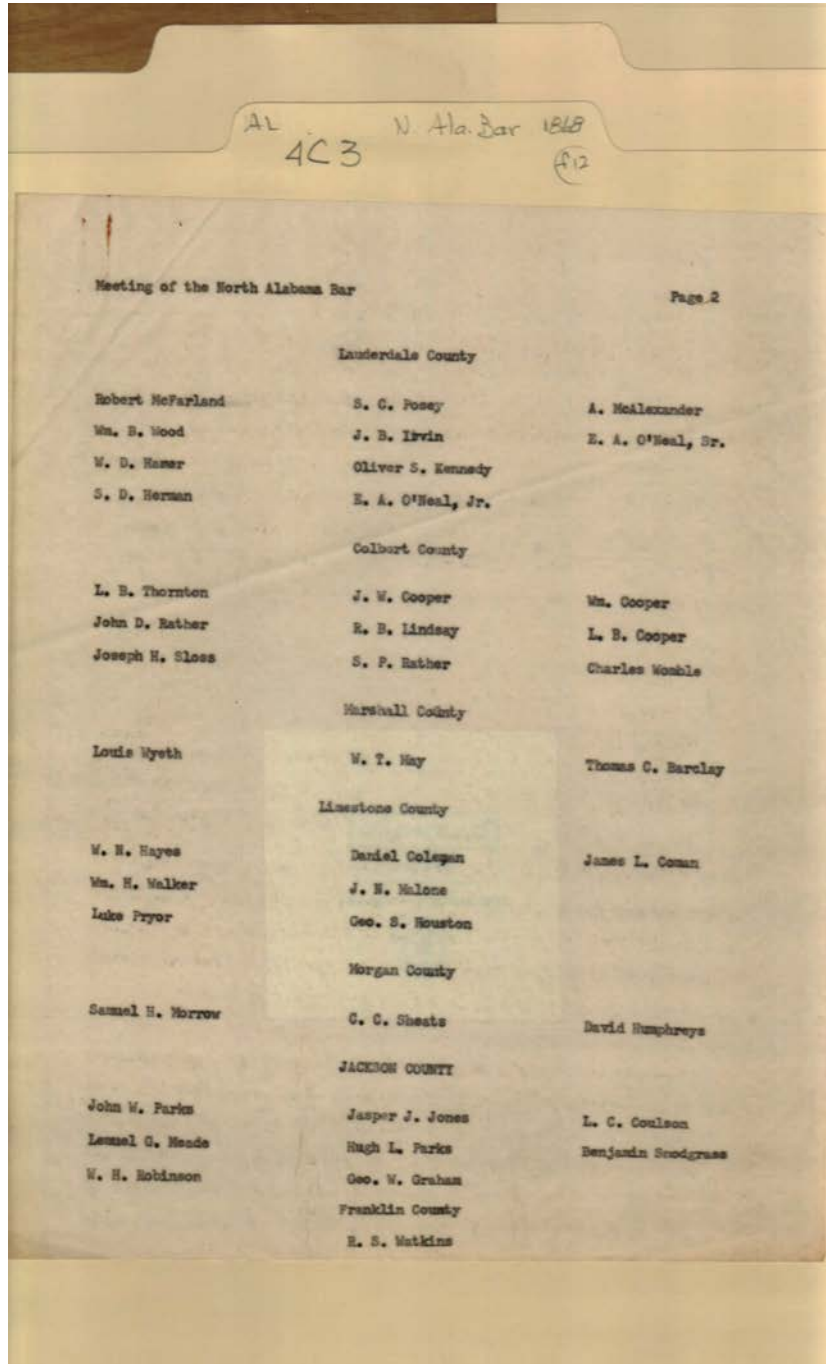 AL N. Ala. Bar 1868
4C3 f12
Meeting of the North Alabama Bar Page 2
Lauderdale County
Robert McFarland S. C. Posey A. McAlexander
Wm. B. Wood J. B. Irvin E. A. O'Neal, Sr.
W. D. Hamer Oliver S. Kennedy
S. D. Herman E. A. O'Neal, Jr.
Colbert County
L. B. Thornton J. W. Cooper Wm. Cooper
John D. Rather R. B. Lindsay L. B. Cooper
Joseph H. Sloss S. P. Rather Charles Womble
Marshall County
Louis Wyeth W. T. May Thomas C. Barclay
Limestone County
W. N. Hayes Daniel Coleman James L. Coman
Wm. H. Walker J. N. Malone
Luke Pryor Geo. S. Houston
Morgan County
Samuel H. Morrow C. C. Sheats David Humphreys
JACKSON COUNTY
John W. Parks Jasper J. Jones L. C. Coulson
Lemuel G. Meade Hugh L. Parks Benjamin Snodgrass
W. H. Robinson Geo. W. Graham
Franklin County
R. S. Watkins